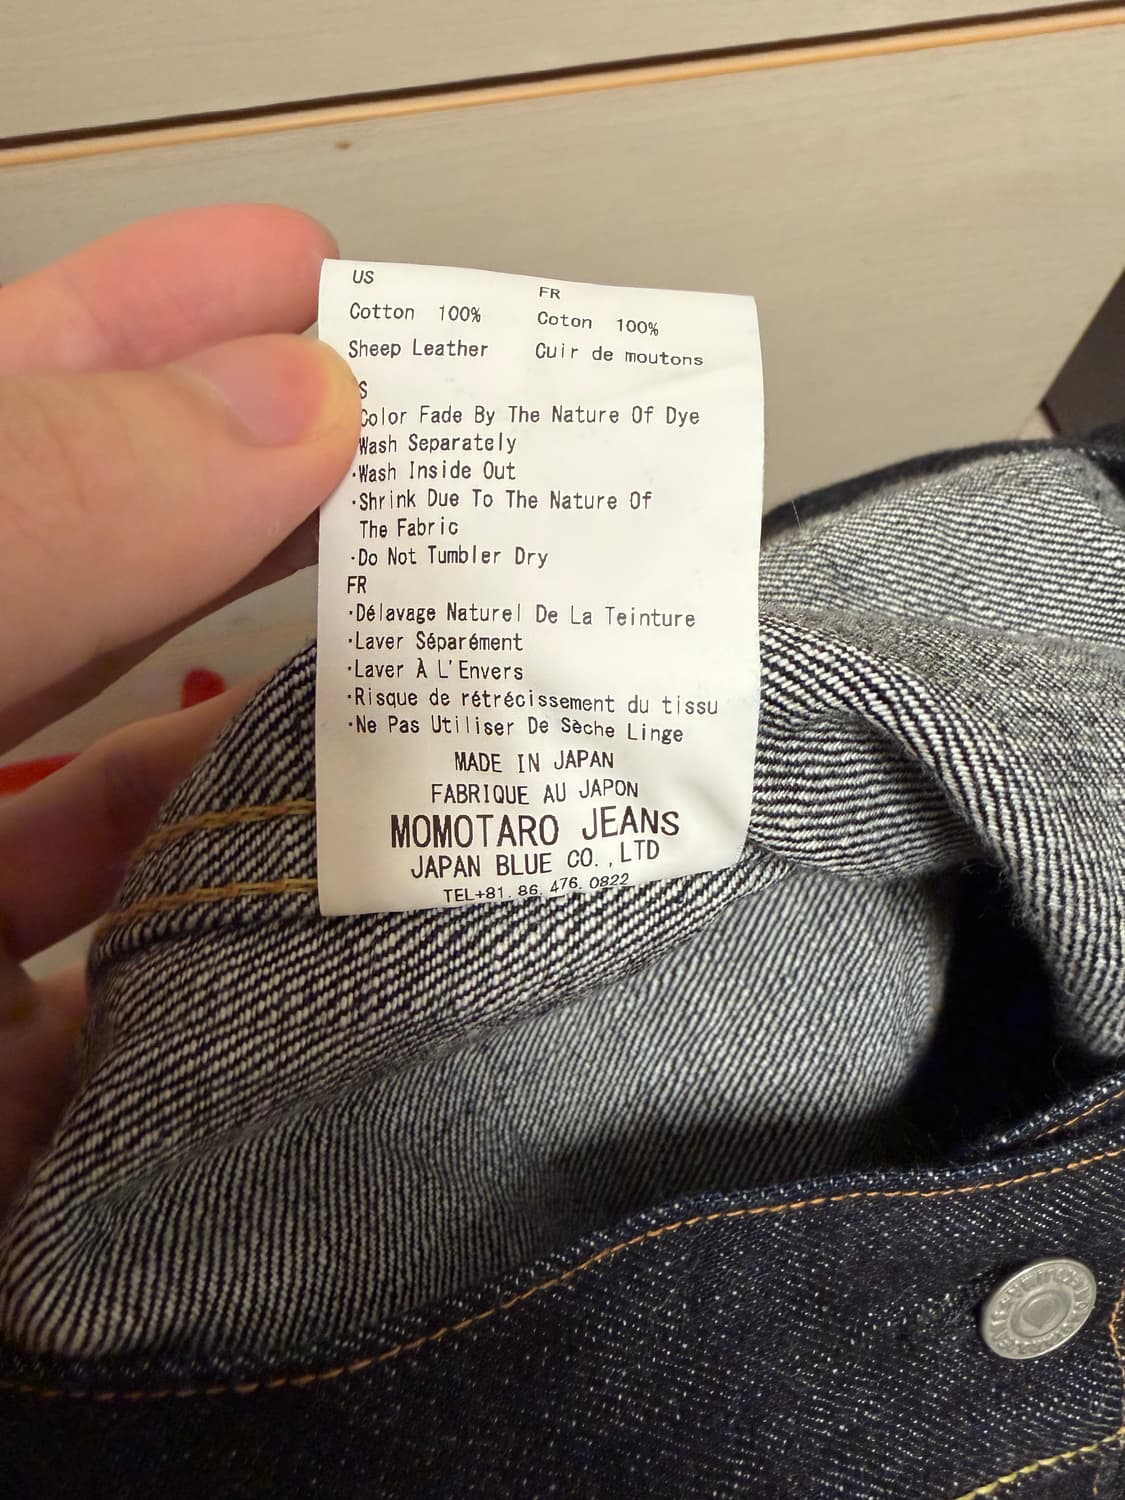 US
FR
Cotton 100%
Coton 100%
Sheep Leather
Cuir de moutons
S
Color Fade By The Nature Of Dye
Wash Separately
·Wash Inside Out
·Shrink Due To The Nature Of
The Fabric
·Do Not Tumbler Dry
FR
·Délavage Naturel De La Teinture
·Laver Séparément
·Laver À L'Envers
·Risque de rétrécissement du tissu
·Ne Pas Utiliser De Sèche Linge
MADE IN JAPAN
FABRIQUE AU JAPON
MOMOTARO JEANS
JAPAN BLUE CO.,LTD
TEL+81. 86. 476. 0822